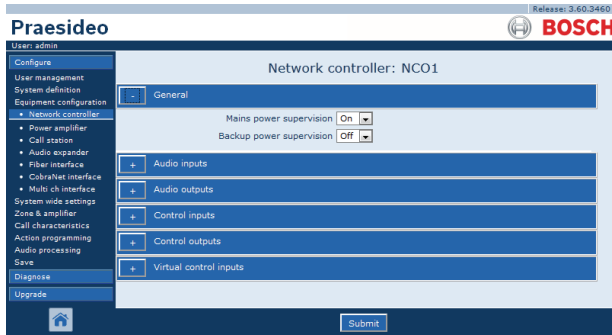 Release: 3.60.3460
Praesideo
BOSCH
User: admin
Configure
User management
System definition
Equipment configuration
• Network controller
• Power amplifier
• Call station
• Audio expander
• Fiber interface
• CobraNet interface
• Multi ch interface
System wide settings
Zone & amplifier
Call characteristics
Action programming
Audio processing
Save
Diagnose
Upgrade
Network controller: NCO1
- General
Mains power supervision On
Backup power supervision Off
+ Audio inputs
+ Audio outputs
+ Control inputs
+ Control outputs
+ Virtual control inputs
Submit